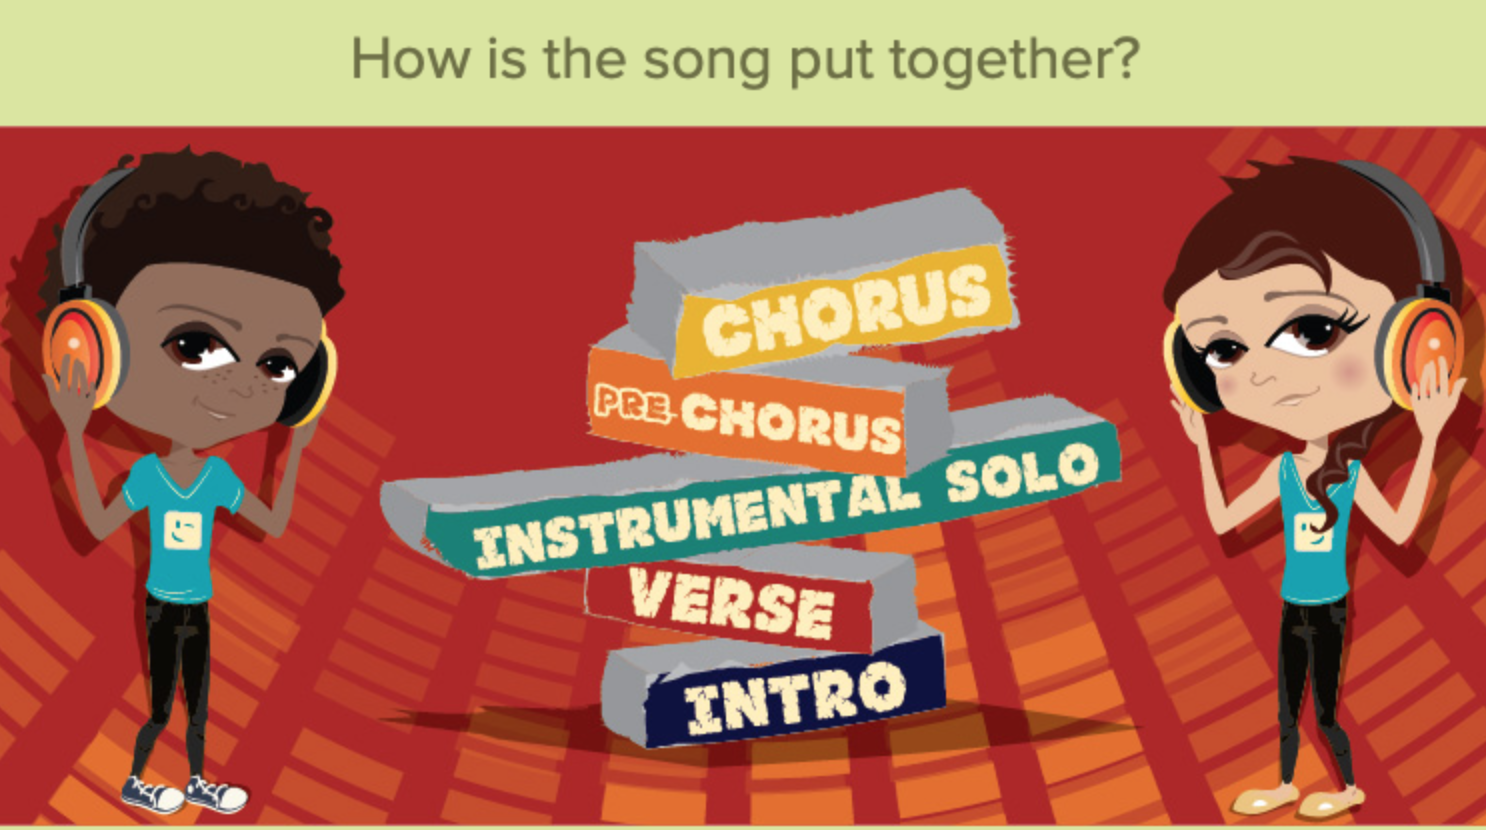 How is the song put together?
CHORUS
PRE-CHORUS
INSTRUMENTAL SOLO
VERSE
INTRO